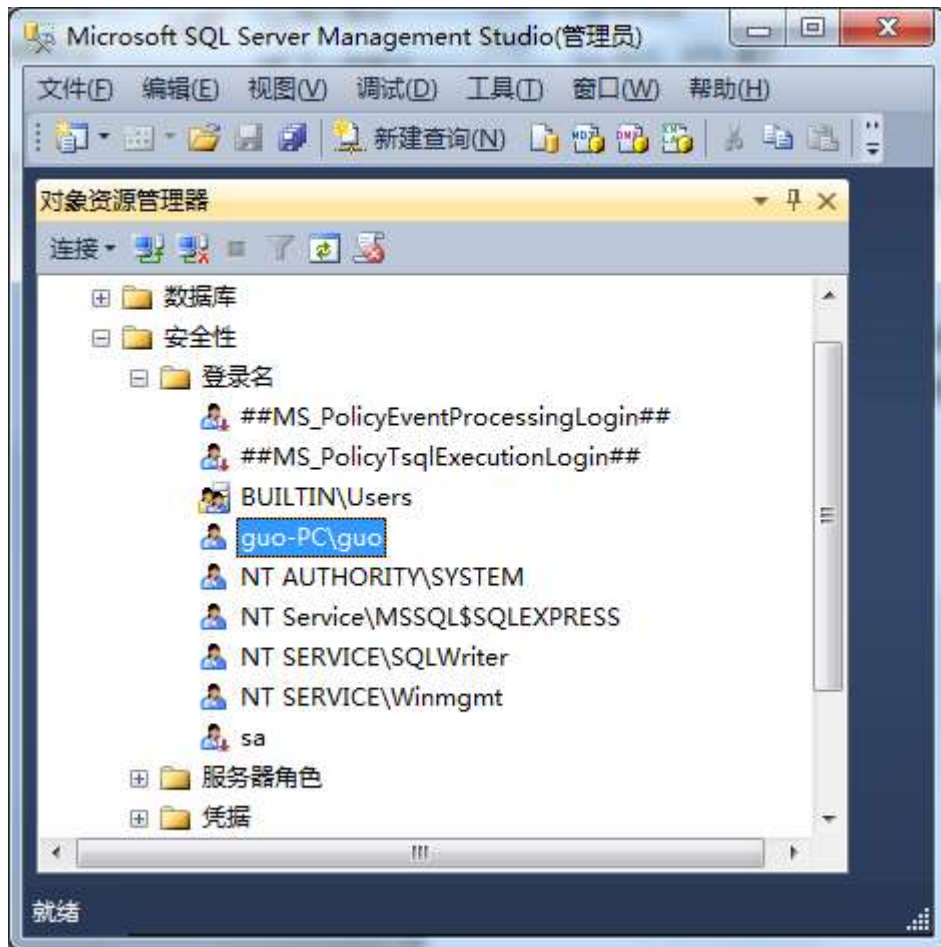 Microsoft SQL Server Management Studio(管理员)
文件(F) 编辑(E) 视图(V) 调试(D) 工具(T) 窗口(W) 帮助(H)
新建查询(N)
对象资源管理器
连接
数据库
安全性
登录名
##MS_PolicyEventProcessingLogin##
##MS_PolicyTsqlExecutionLogin##
BUILTIN\Users
guo-PC\guo
NT AUTHORITY\SYSTEM
NT Service\MSSQL$SQLEXPRESS
NT SERVICE\SQLWriter
NT SERVICE\Winmgmt
sa
服务器角色
凭据
就绪